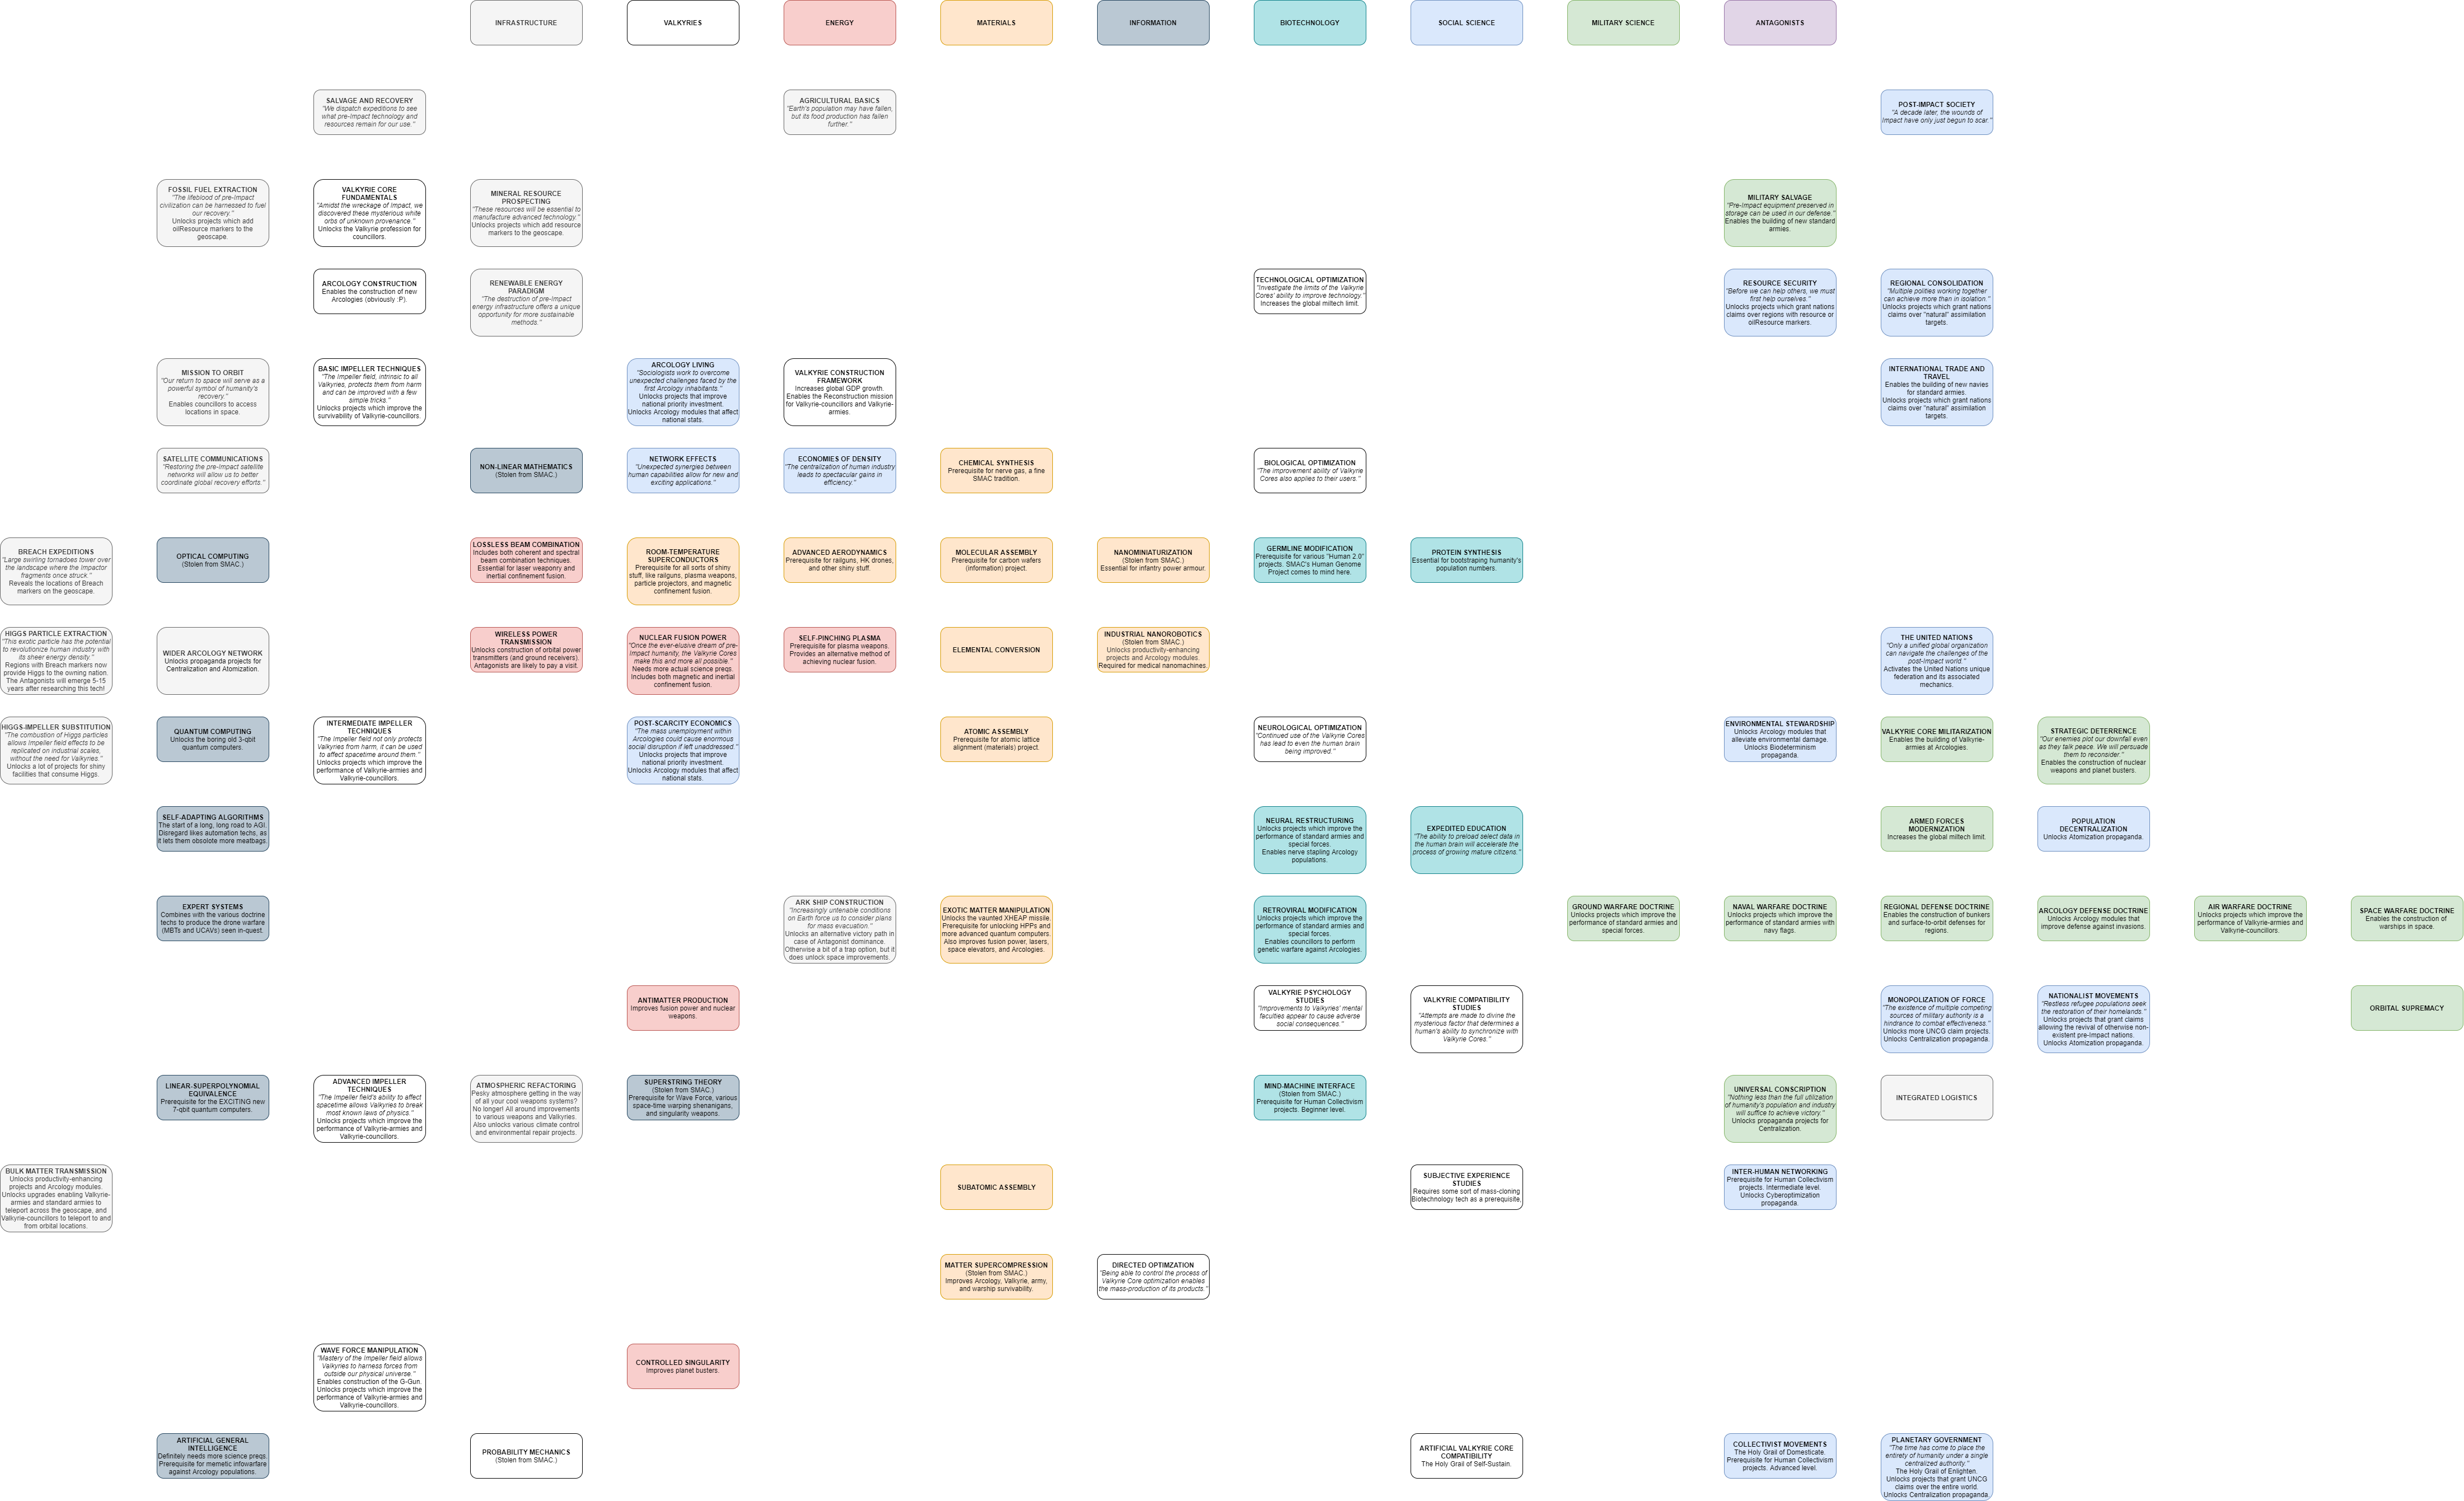 INFRASTRUCTURE
VALKYRIES
ENERGY
MATERIALS
INFORMATION
BIOTECHNOLOGY
SOCIAL SCIENCE
MILITARY SCIENCE
ANTAGONISTS
SALVAGE AND RECOVERY
"We dispatch expeditions to see
what pre-Impact technology and
resources remain for our use."
AGRICULTURAL BASICS
"Earth's population may have fallen,
but its food production has fallen
further."
POST-IMPACT SOCIETY
"A decade later, the wounds of
Impact have only just begun to scar."
FOSSIL FUEL EXTRACTION
"The lifeblood of pre-Impact
civilization can be harnessed to fuel
our recovery."
Unlocks projects which add
oilResource markers to the
geoscape.
VALKYRIE CORE
FUNDAMENTALS
"Amidst the wreckage of Impact, we
discovered these mysterious white
orbs of unknown provenance."
Unlocks the Valkyrie profession for
councillors.
MINERAL RESOURCE
PROSPECTING
"These resources will be essential to
manufacture advanced technology."
Unlocks projects which add resource
markers to the geoscape.
MILITARY SALVAGE
"Pre-Impact equipment preserved in
storage can be used in our defense."
Enables the building of new standard
armies.
ARCOLOGY CONSTRUCTION
Enables the construction of new
Arcologies (obviously :P).
RENEWABLE ENERGY
PARADIGM
"The destruction of pre-Impact
energy infrastructure offers a unique
opportunity for more sustainable
methods."
TECHNOLOGICAL OPTIMIZATION
"Investigate the limits of the Valkyrie
Cores' ability to improve technology."
Increases the global miltech limit.
RESOURCE SECURITY
"Before we can help others, we must
first help ourselves."
Unlocks projects which grant nations
claims over regions with resource or
oilResource markers.
REGIONAL CONSOLIDATION
"Multiple polities working together
can achieve more than in isolation."
Unlocks projects which grant nations
claims over "natural" assimilation
targets.
MISSION TO ORBIT
"Our return to space will serve as a
powerful symbol of humanity's
recovery."
Enables councillors to access
locations in space.
BASIC IMPELLER TECHNIQUES
"The Impeller field, intrinsic to all
Valkyries, protects them from harm
and can be improved with a few
simple tricks."
Unlocks projects which improve the
survivability of Valkyrie-councillors.
ARCOLOGY LIVING
"Sociologists work to overcome
unexpected challenges faced by the
first Arcology inhabitants."
Unlocks projects that improve
national priority investment.
Unlocks Arcology modules that affect
national stats.
VALKYRIE CONSTRUCTION
FRAMEWORK
Increases global GDP growth.
Enables the Reconstruction mission
for Valkyrie-councillors and Valkyrie-
armies.
INTERNATIONAL TRADE AND
TRAVEL
Enables the building of new navies
for standard armies.
Unlocks projects which grant nations
claims over "natural" assimilation
targets.
SATELLITE COMMUNICATIONS
"Restoring the pre-Impact satellite
networks will allow us to better
coordinate global recovery efforts."
NON-LINEAR MATHEMATICS
(Stolen from SMAC.)
NETWORK EFFECTS
"Unexpected synergies between
human capabilities allow for new and
exciting applications."
ECONOMIES OF DENSITY
"The centralization of human industry
leads to spectacular gains in
efficiency."
CHEMICAL SYNTHESIS
Prerequisite for nerve gas, a fine
SMAC tradition.
BIOLOGICAL OPTIMIZATION
"The improvement ability of Valkyrie
Cores also applies to their users."
BREACH EXPEDITIONS
"Large swirling tornadoes tower over
the landscape where the Impactor
fragments once struck."
Reveals the locations of Breach
markers on the geoscape.
OPTICAL COMPUTING
(Stolen from SMAC.)
LOSSLESS BEAM COMBINATION
Includes both coherent and spectral
beam combination techniques.
Essential for laser weaponry and
inertial confinement fusion.
ROOM-TEMPERATURE
SUPERCONDUCTORS
Prerequisite for all sorts of shiny
stuff, like railguns, plasma weapons,
particle projectors, and magnetic
confinement fusion.
ADVANCED AERODYNAMICS
Prerequisite for railguns, HK drones,
and other shiny stuff.
MOLECULAR ASSEMBLY
Prerequisite for carbon wafers
(information) project.
NANOMINIATURIZATION
(Stolen from SMAC.)
Essential for infantry power armour.
GERMLINE MODIFICATION
Prerequisite for various "Human 2.0"
projects. SMAC's Human Genome
Project comes to mind here.
PROTEIN SYNTHESIS
Essential for bootstraping humanity's
population numbers.
HIGGS PARTICLE EXTRACTION
"This exotic particle has the potential
to revolutionize human industry with
its sheer energy density."
Regions with Breach markers now
provide Higgs to the owning nation.
The Antagonists will emerge 5-15
years after researching this tech!
WIDER ARCOLOGY NETWORK
Unlocks propaganda projects for
Centralization and Atomization.
WIRELESS POWER
TRANSMISSION
Unlocks construction of orbital power
transmitters (and ground receivers).
Antagonists are likely to pay a visit.
NUCLEAR FUSION POWER
"Once the ever-elusive dream of pre-
Impact humanity, the Valkyrie Cores
make this and more all possible."
Needs more actual science preqs.
Includes both magnetic and inertial
confinement fusion.
SELF-PINCHING PLASMA
Prerequisite for plasma weapons.
Provides an alternative method of
achieving nuclear fusion.
ELEMENTAL CONVERSION
INDUSTRIAL NANOROBOTICS
(Stolen from SMAC.)
Unlocks productivity-enhancing
projects and Arcology modules.
Required for medical nanomachines.
THE UNITED NATIONS
"Only a unified global organization
can navigate the challenges of the
post-Impact world."
Activates the United Nations unique
federation and its associated
mechanics.
HIGGS-IMPELLER SUBSTITUTION
"The combustion of Higgs particles
allows Impeller field effects to be
replicated on industrial scales,
without the need for Valkyries."
Unlocks a lot of projects for shiny
facilities that consume Higgs.
QUANTUM COMPUTING
Unlocks the boring old 3-qbit
quantum computers.
INTERMEDIATE IMPELLER
TECHNIQUES
"The Impeller field not only protects
Valkyries from harm, it can be used
to affect spacetime around them."
Unlocks projects which improve the
performance of Valkyrie-armies and
Valkyrie-councillors.
POST-SCARCITY ECONOMICS
"The mass unemployment within
Arcologies could cause enormous
social disruption if left unaddressed."
Unlocks projects that improve
national priority investment.
Unlocks Arcology modules that affect
national stats.
ATOMIC ASSEMBLY
Prerequisite for atomic lattice
alignment (materials) project.
NEUROLOGICAL OPTIMIZATION
"Continued use of the Valkyrie Cores
has lead to even the human brain
being improved."
ENVIRONMENTAL STEWARDSHIP
Unlocks Arcology modules that
alleviate environmental damage.
Unlocks Biodeterminism
propaganda.
VALKYRIE CORE MILITARIZATION
Enables the building of Valkyrie-
armies at Arcologies.
STRATEGIC DETERRENCE
"Our enemies plot our downfall even
as they talk peace. We will persuade
them to reconsider."
Enables the construction of nuclear
weapons and planet busters.
SELF-ADAPTING ALGORITHMS
The start of a long, long road to AGI.
Disregard likes automation techs, as
it lets them obsolote more meatbags.
NEURAL RESTRUCTURING
Unlocks projects which improve the
performance of standard armies and
special forces.
Enables nerve stapling Arcology
populations.
EXPEDITED EDUCATION
"The ability to preload select data in
the human brain will accelerate the
process of growing mature citizens."
ARMED FORCES
MODERNIZATION
Increases the global miltech limit.
POPULATION
DECENTRALIZATION
Unlocks Atomization propaganda.
EXPERT SYSTEMS
Combines with the various doctrine
techs to produce the drone warfare
(MBTs and UCAVs) seen in-quest.
ARK SHIP CONSTRUCTION
"Increasingly untenable conditions
on Earth force us to consider plans
for mass evacuation."
Unlocks an alternative victory path in
case of Antagonist dominance.
Otherwise a bit of a trap option, but it
does unlock space improvements.
EXOTIC MATTER MANIPULATION
Unlocks the vaunted XHEAP missile.
Prerequisite for unlocking HPPs and
more advanced quantum computers.
Also improves fusion power, lasers,
space elevators, and Arcologies.
RETROVIRAL MODIFICATION
Unlocks projects which improve the
performance of standard armies and
special forces.
Enables councillors to perform
genetic warfare against Arcologies.
GROUND WARFARE DOCTRINE
Unlocks projects which improve the
performance of standard armies and
special forces.
NAVAL WARFARE DOCTRINE
Unlocks projects which improve the
performance of standard armies with
navy flags.
REGIONAL DEFENSE DOCTRINE
Enables the construction of bunkers
and surface-to-orbit defenses for
regions.
ARCOLOGY DEFENSE DOCTRINE
Unlocks Arcology modules that
improve defense against invasions.
AIR WARFARE DOCTRINE
Unlocks projects which improve the
performance of Valkyrie-armies and
Valkyrie-councillors.
SPACE WARFARE DOCTRINE
Enables the construction of
warships in space.
ANTIMATTER PRODUCTION
Improves fusion power and nuclear
weapons.
VALKYRIE PSYCHOLOGY
STUDIES
"Improvements to Valkyries' mental
faculties appear to cause adverse
social consequences."
VALKYRIE COMPATIBILITY
STUDIES
"Attempts are made to divine the
mysterious factor that determines a
human's ability to synchronize with
Valkyrie Cores."
MONOPOLIZATION OF FORCE
"The existence of multiple competing
sources of military authority is a
hindrance to combat effectiveness."
Unlocks more UNCG claim projects.
Unlocks Centralization propaganda.
NATIONALIST MOVEMENTS
"Restless refugee populations seek
the restoration of their homelands."
Unlocks projects that grant claims
allowing the revival of otherwise non-
existent pre-Impact nations.
Unlocks Atomization propaganda.
ORBITAL SUPREMACY
LINEAR-SUPERPOLYNOMIAL
EQUIVALENCE
Prerequisite for the EXCITING new
7-qbit quantum computers.
ADVANCED IMPELLER
TECHNIQUES
"The Impeller field's ability to affect
spacetime allows Valkyries to break
most known laws of physics."
Unlocks projects which improve the
performance of Valkyrie-armies and
Valkyrie-councillors.
ATMOSPHERIC REFACTORING
Pesky atmosphere getting in the way
of all your cool weapons systems?
No longer! All around improvements
to various weapons and Valkyries.
Also unlocks various climate control
and environmental repair projects.
SUPERSTRING THEORY
(Stolen from SMAC.)
Prerequisite for Wave Force, various
space-time warping shenanigans,
and singularity weapons.
MIND-MACHINE INTERFACE
(Stolen from SMAC.)
Prerequisite for Human Collectivism
projects. Beginner level.
UNIVERSAL CONSCRIPTION
"Nothing less than the full utilization
of humanity's population and industry
will suffice to achieve victory."
Unlocks propaganda projects for
Centralization.
INTEGRATED LOGISTICS
BULK MATTER TRANSMISSION
Unlocks productivity-enhancing
projects and Arcology modules.
Unlocks upgrades enabling Valkyrie-
armies and standard armies to
teleport across the geoscape, and
Valkyrie-councillors to teleport to and
from orbital locations.
SUBATOMIC ASSEMBLY
SUBJECTIVE EXPERIENCE
STUDIES
Requires some sort of mass-cloning
Biotechnology tech as a prerequisite,
INTER-HUMAN NETWORKING
Prerequisite for Human Collectivism
projects. Intermediate level.
Unlocks Cyberoptimization
propaganda.
MATTER SUPERCOMPRESSION
(Stolen from SMAC.)
Improves Arcology, Valkyrie, army,
and warship survivability.
DIRECTED OPTIMZATION
"Being able to control the process of
Valkyrie Core optimization enables
the mass-production of its products."
WAVE FORCE MANIPULATION
"Mastery of the Impeller field allows
Valkyries to harness forces from
outside our physical universe."
Enables construction of the G-Gun.
Unlocks projects which improve the
performance of Valkyrie-armies and
Valkyrie-councillors.
CONTROLLED SINGULARITY
Improves planet busters.
ARTIFICIAL GENERAL
INTELLIGENCE
Definitely needs more science preqs.
Prerequisite for memetic infowarfare
against Arcology populations.
PROBABILITY MECHANICS
(Stolen from SMAC.)
ARTIFICIAL VALKYRIE CORE
COMPATIBILITY
The Holy Grail of Self-Sustain.
COLLECTIVIST MOVEMENTS
The Holy Grail of Domesticate.
Prerequisite for Human Collectivism
projects. Advanced level.
PLANETARY GOVERNMENT
"The time has come to place the
entirety of humanity under a single
centralized authority."
The Holy Grail of Enlighten.
Unlocks projects that grant UNCG
claims over the entire world.
Unlocks Centralization propaganda.